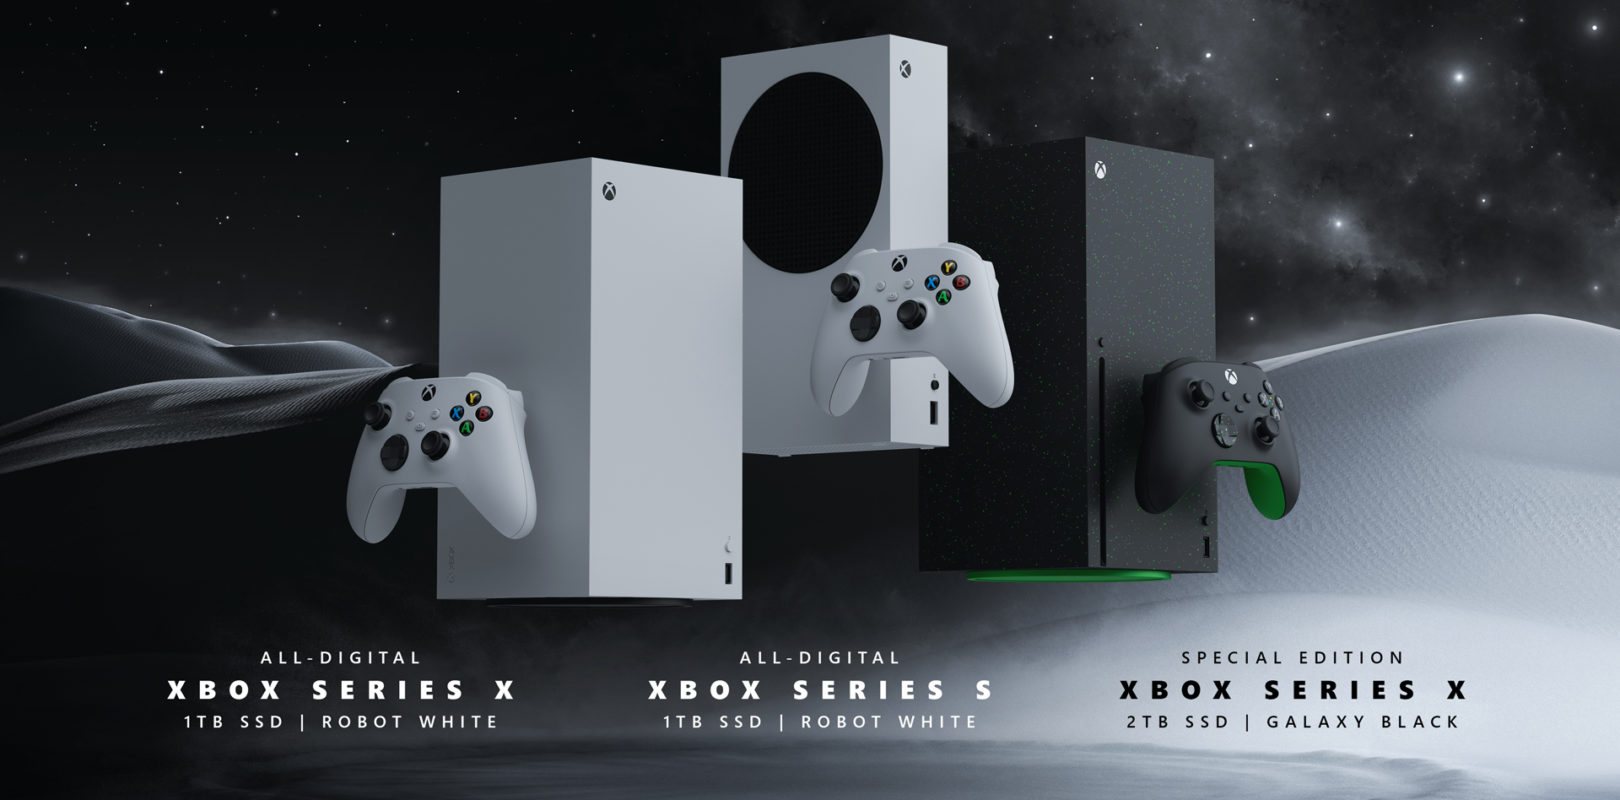 ALL-DIGITAL
XBOX SERIES X
1TB SSD | ROBOT WHITE
ALL-DIGITAL
XBOX SERIES S
1TB SSD | ROBOT WHITE
SPECIAL EDITION
XBOX SERIES X
2TB SSD | GALAXY BLACK
Y
X
B
A
Y
X
B
A
XBOX